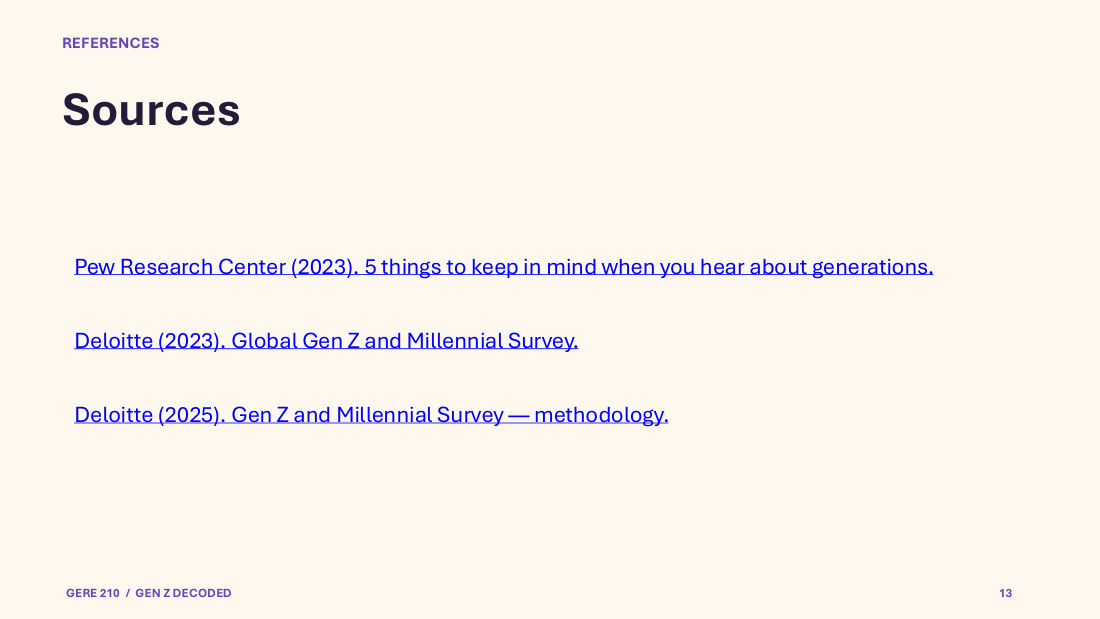 REFERENCES
Sources
Pew Research Center (2023). 5 things to keep in mind when you hear about generations.
Deloitte (2023). Global Gen Z and Millennial Survey.
Deloitte (2025). Gen Z and Millennial Survey — methodology.
GERE 210 / GEN Z DECODED
13